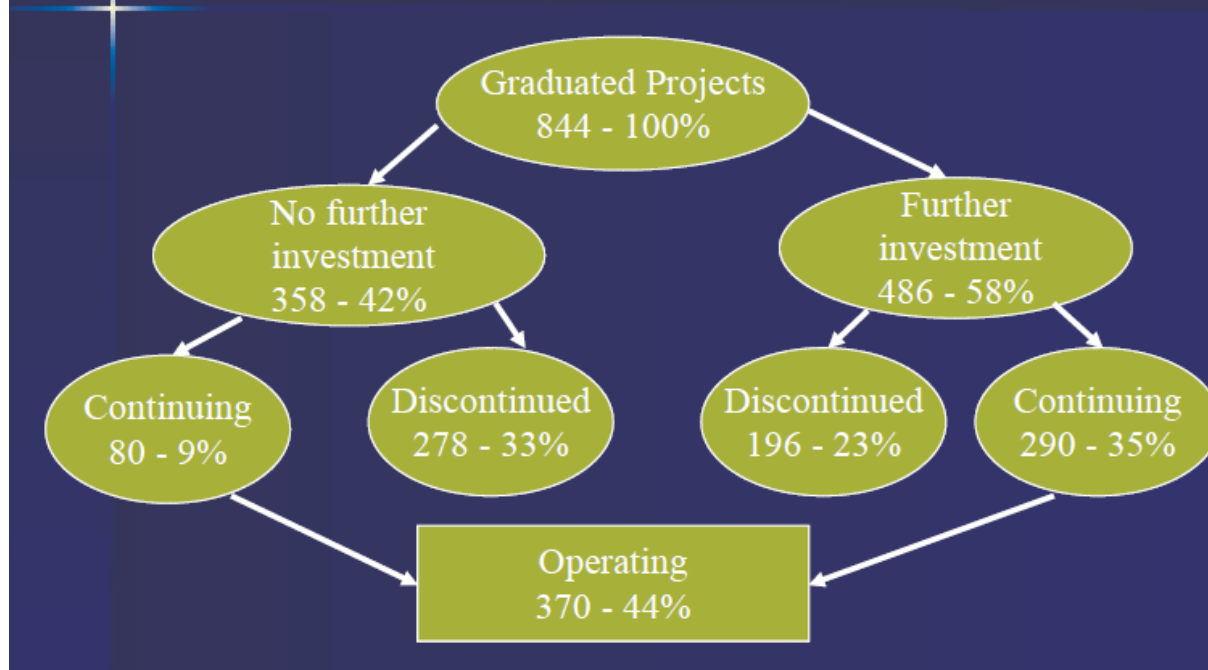 Graduated Projects
844 - 100%
No further
investment
358 - 42%
Further
investment
486 - 58%
Continuing
80 - 9%
Discontinued
278 - 33%
Discontinued
196 - 23%
Continuing
290 - 35%
Operating
370 - 44%